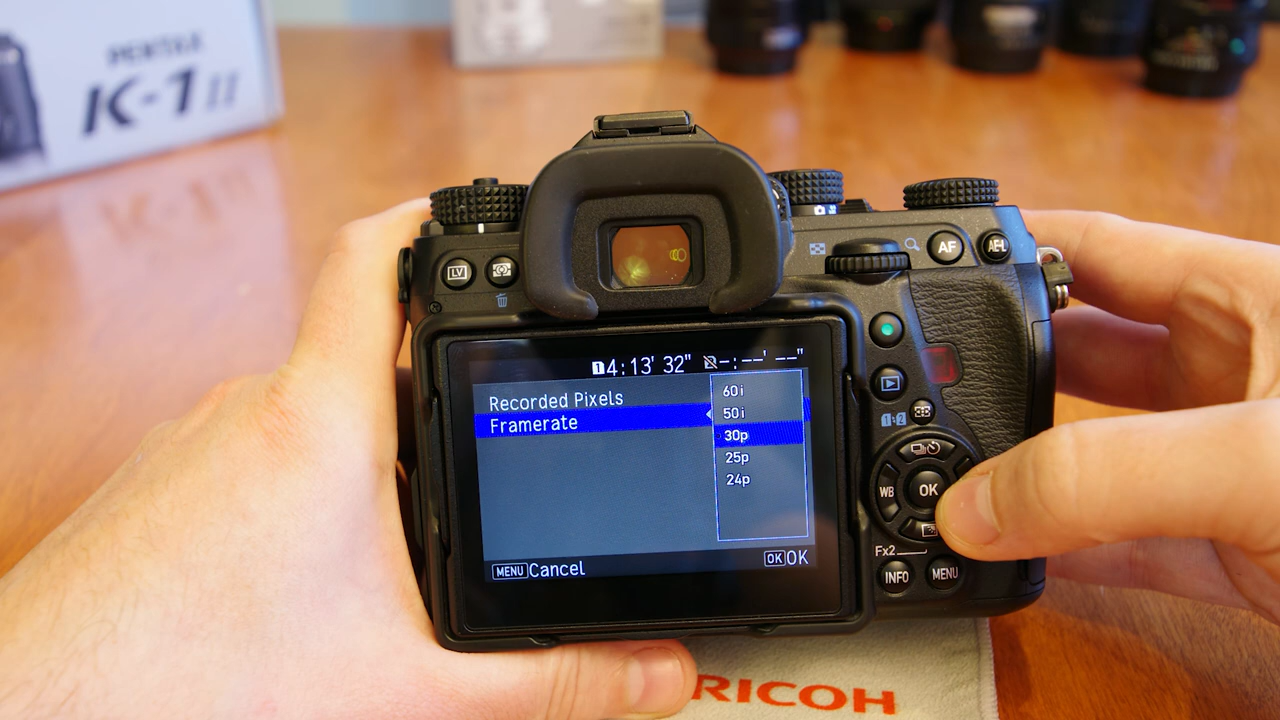 PENTAX
K-1 II
LV
AF
AE-L
1 4:13' 32" -:--' --"
Recorded Pixels
Framerate
60i
50i
30p
25p
24p
MENU Cancel
OK OK
1 2
WB
OK
Fx2
INFO
MENU
RICOH